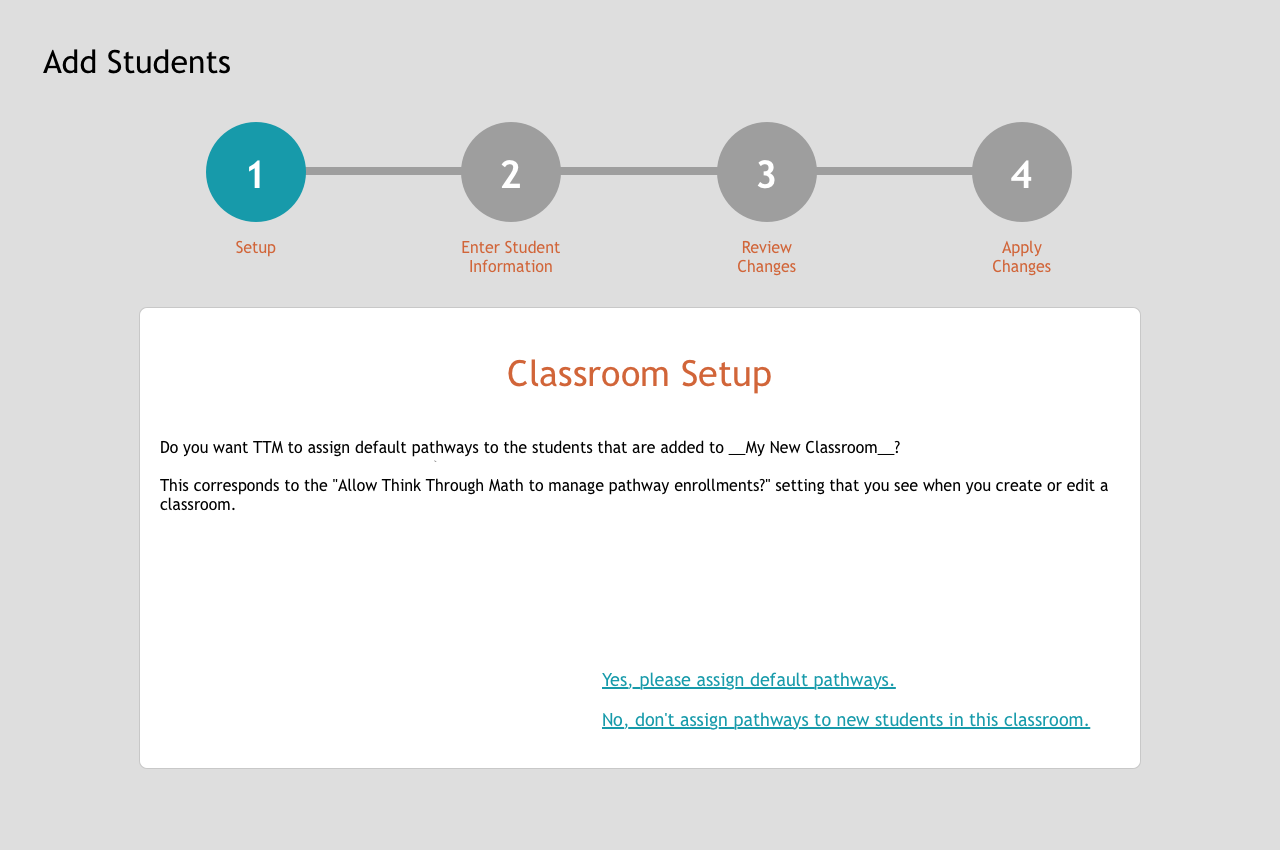 Add Students
1
2
3
4
Setup
Enter Student
Information
Review
Changes
Apply
Changes
Classroom Setup
Do you want TTM to assign default pathways to the students that are added to __My New Classroom__?
This corresponds to the "Allow Think Through Math to manage pathway enrollments?" setting that you see when you create or edit a
classroom.
Yes, please assign default pathways.
No, don't assign pathways to new students in this classroom.